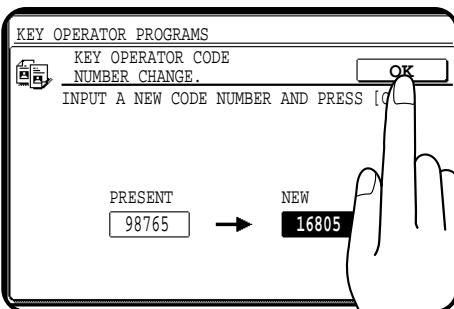 KEY OPERATOR PROGRAMS
KEY OPERATOR CODE
NUMBER CHANGE.
OK
INPUT A NEW CODE NUMBER AND PRESS
PRESENT NEW
98765 16805